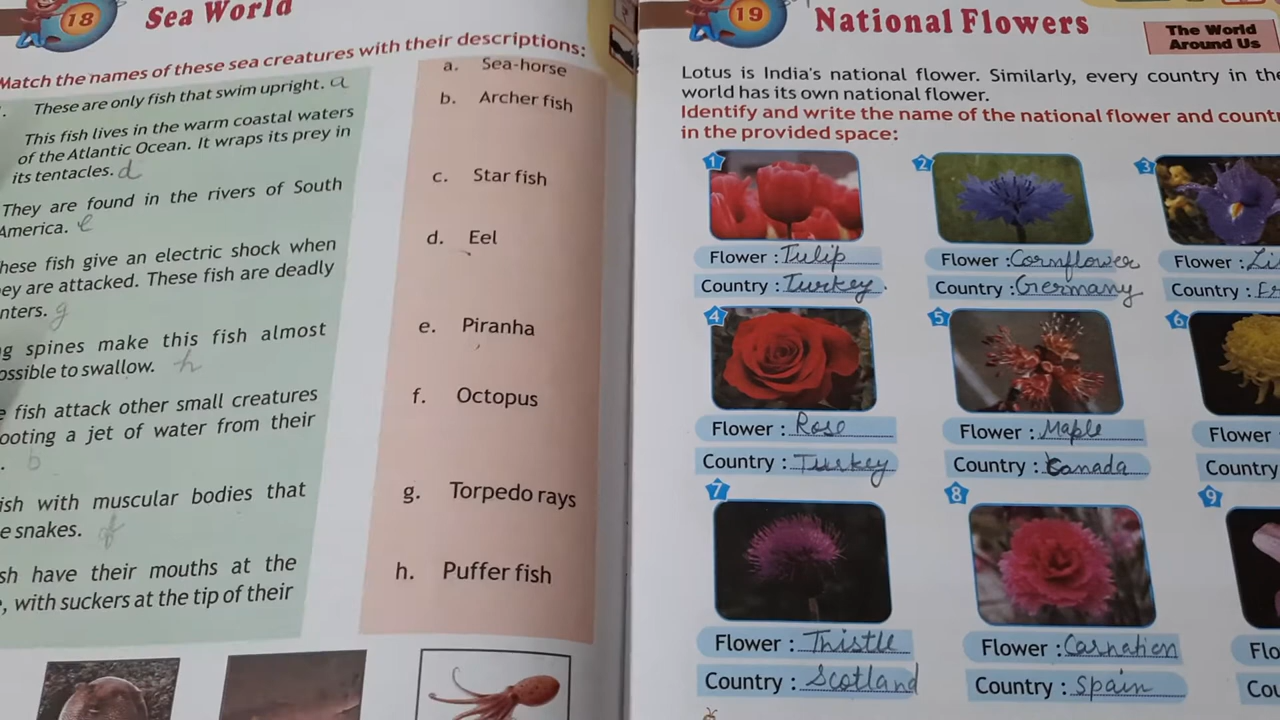 18
Sea World
Match the names of these sea creatures with their descriptions:
These are only fish that swim upright. a
This fish lives in the warm coastal waters
of the Atlantic Ocean. It wraps its prey in
its tentacles. d
They are found in the rivers of South
America. e
hese fish give an electric shock when
ey are attacked. These fish are deadly
nters. g
g spines make this fish almost
ossible to swallow. h
e fish attack other small creatures
ooting a jet of water from their
. b
ish with muscular bodies that
e snakes. f
sh have their mouths at the
, with suckers at the tip of their
a. Sea-horse
b. Archer fish
c. Star fish
d. Eel
e. Piranha
f. Octopus
g. Torpedo rays
h. Puffer fish
19
National Flowers
The World
Around Us
Lotus is India's national flower. Similarly, every country in the
world has its own national flower.
Identify and write the name of the national flower and countr
in the provided space:
1
2
3
Flower : Tulip
Country : Turkey.
Flower : Cornflower
Country : Germany
Flower : Li
Country : Fr
4
5
6
Flower : Rose
Country : Turkey
Flower : Maple
Country : Canada
Flower
Country
7
8
9
Flower : Thistle
Country : Scotland
Flower : Carnation
Country : Spain
Flo
Cou